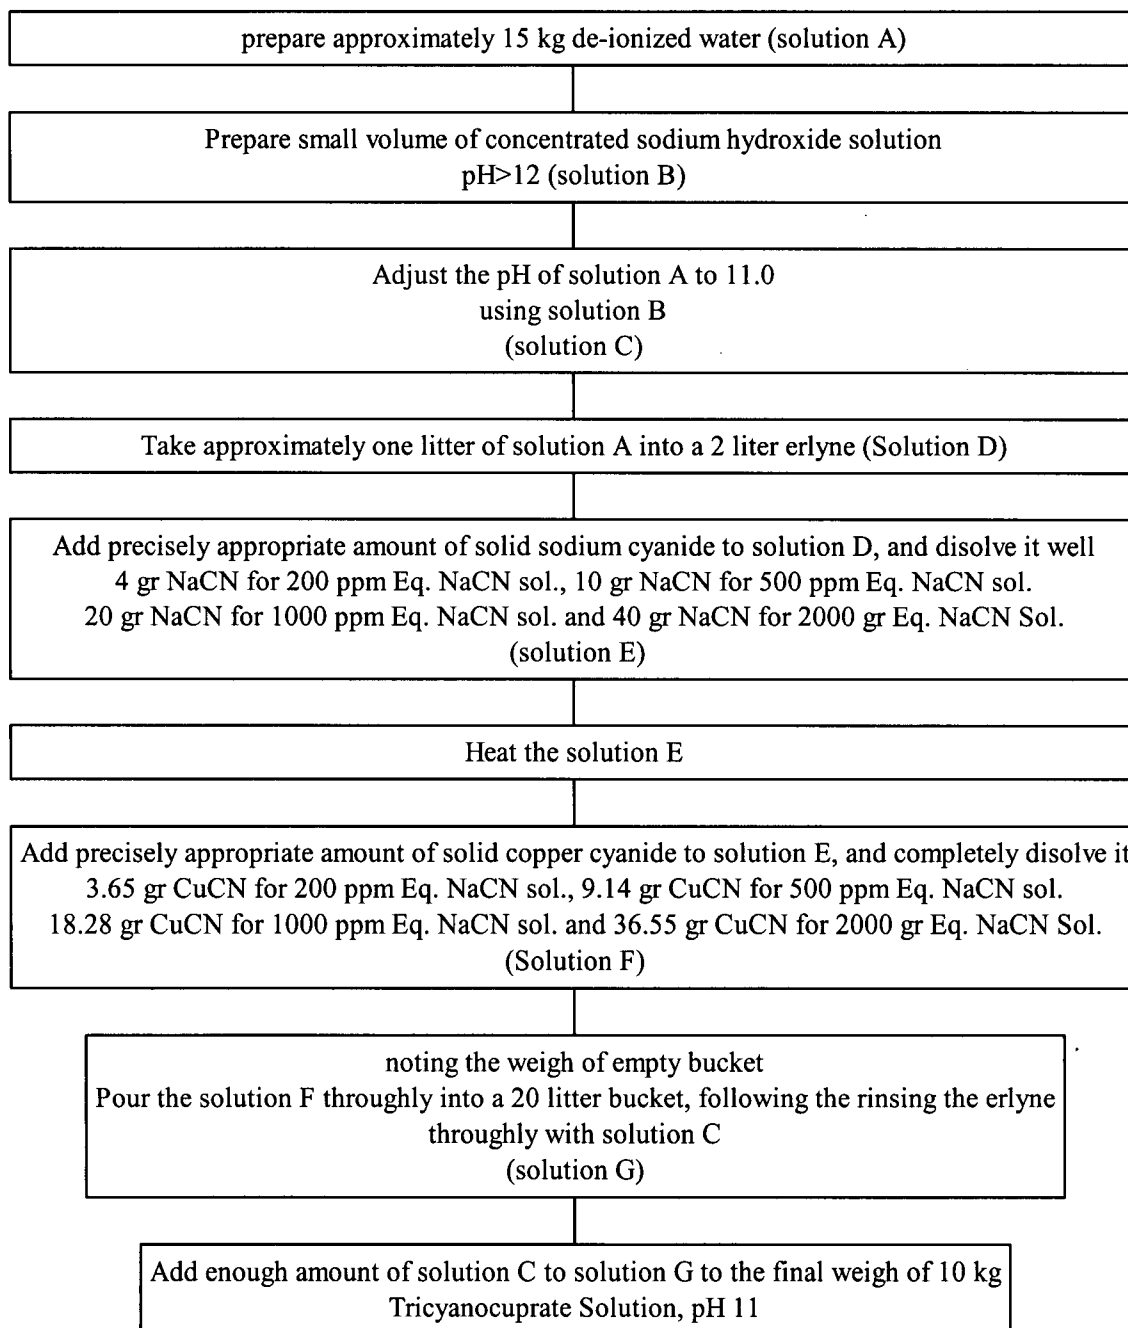 prepare approximately 15 kg de-ionized water (solution A)
Prepare small volume of concentrated sodium hydroxide solution
pH>12 (solution B)
Adjust the pH of solution A to 11.0
using solution B
(solution C)
Take approximately one litter of solution A into a 2 liter erlyne (Solution D)
Add precisely appropriate amount of solid sodium cyanide to solution D, and disolve it well
4 gr NaCN for 200 ppm Eq. NaCN sol., 10 gr NaCN for 500 ppm Eq. NaCN sol.
20 gr NaCN for 1000 ppm Eq. NaCN sol. and 40 gr NaCN for 2000 gr Eq. NaCN Sol.
(solution E)
Heat the solution E
Add precisely appropriate amount of solid copper cyanide to solution E, and completely disolve it
3.65 gr CuCN for 200 ppm Eq. NaCN sol., 9.14 gr CuCN for 500 ppm Eq. NaCN sol.
18.28 gr CuCN for 1000 ppm Eq. NaCN sol. and 36.55 gr CuCN for 2000 gr Eq. NaCN Sol.
(Solution F)
noting the weigh of empty bucket
Pour the solution F throughly into a 20 litter bucket, following the rinsing the erlyne
throughly with solution C
(solution G)
Add enough amount of solution C to solution G to the final weigh of 10 kg
Tricyanocuprate Solution, pH 11